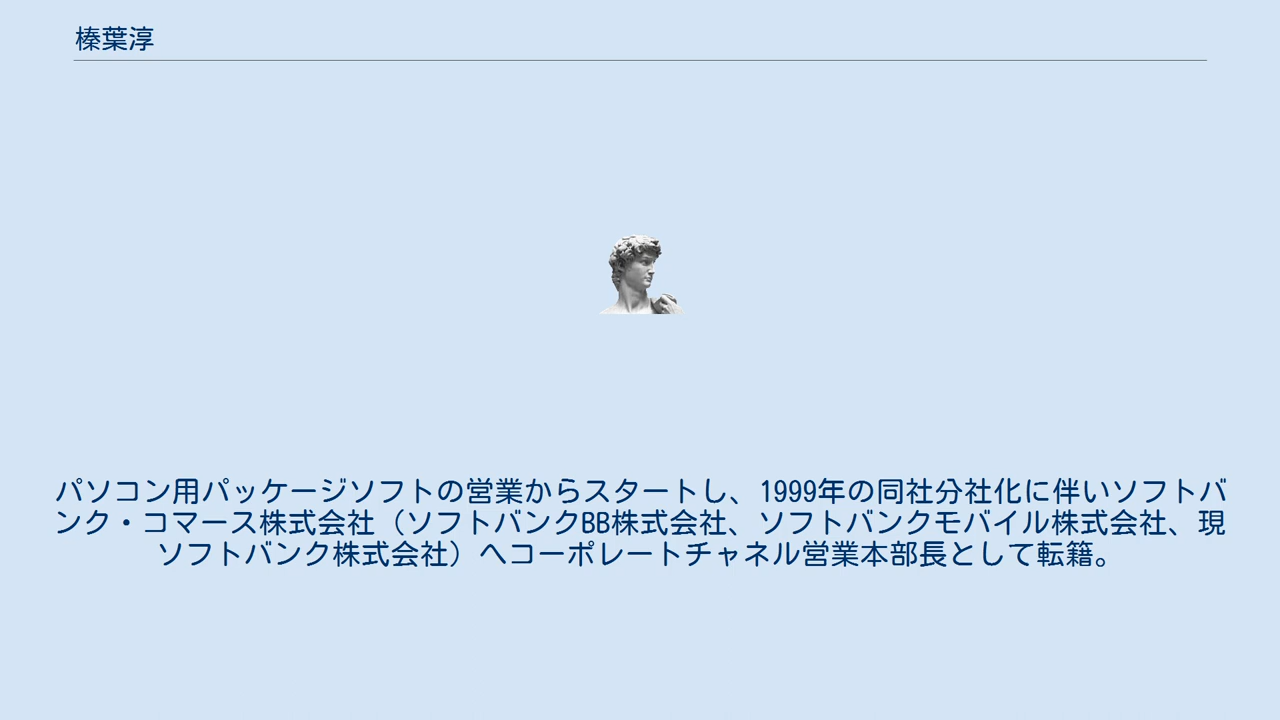 榛葉淳
パソコン用パッケージソフトの営業からスタートし、1999年の同社分社化に伴いソフトバ
ンク・コマース株式会社（ソフトバンクBB株式会社、ソフトバンクモバイル株式会社、現
ソフトバンク株式会社）へコーポレートチャネル営業本部長として転籍。